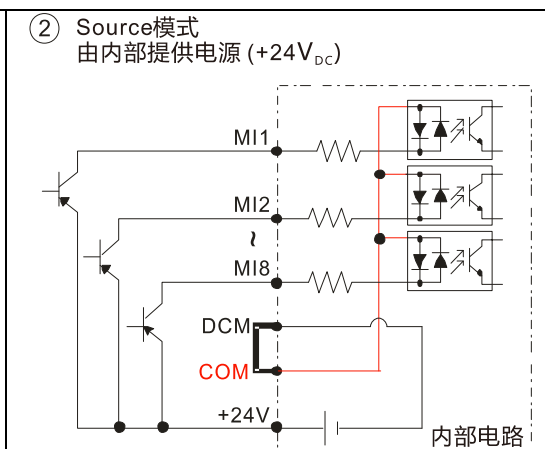 ② Source模式
由内部提供电源 (+24VDC)
MI1
MI2
~
MI8
DCM
COM
+24V
内部电路